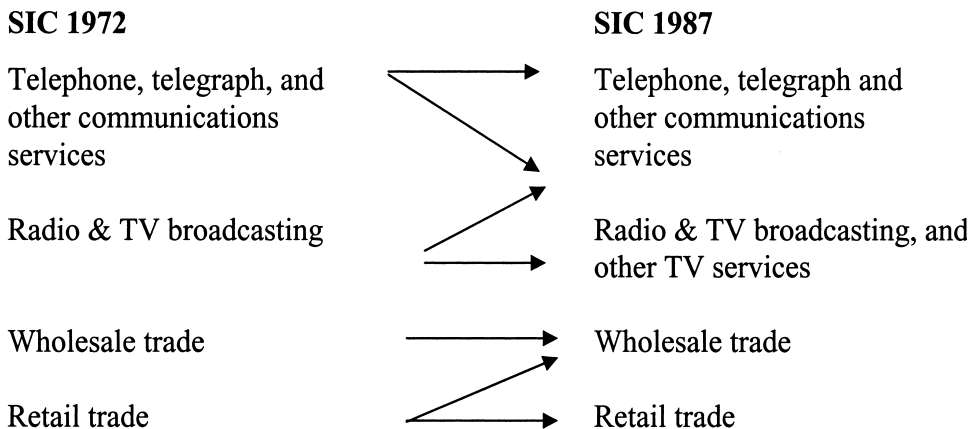 SIC 1972
SIC 1987
Telephone, telegraph, and
other communications
services
Telephone, telegraph and
other communications
services
Radio & TV broadcasting
Radio & TV broadcasting, and
other TV services
Wholesale trade
Wholesale trade
Retail trade
Retail trade